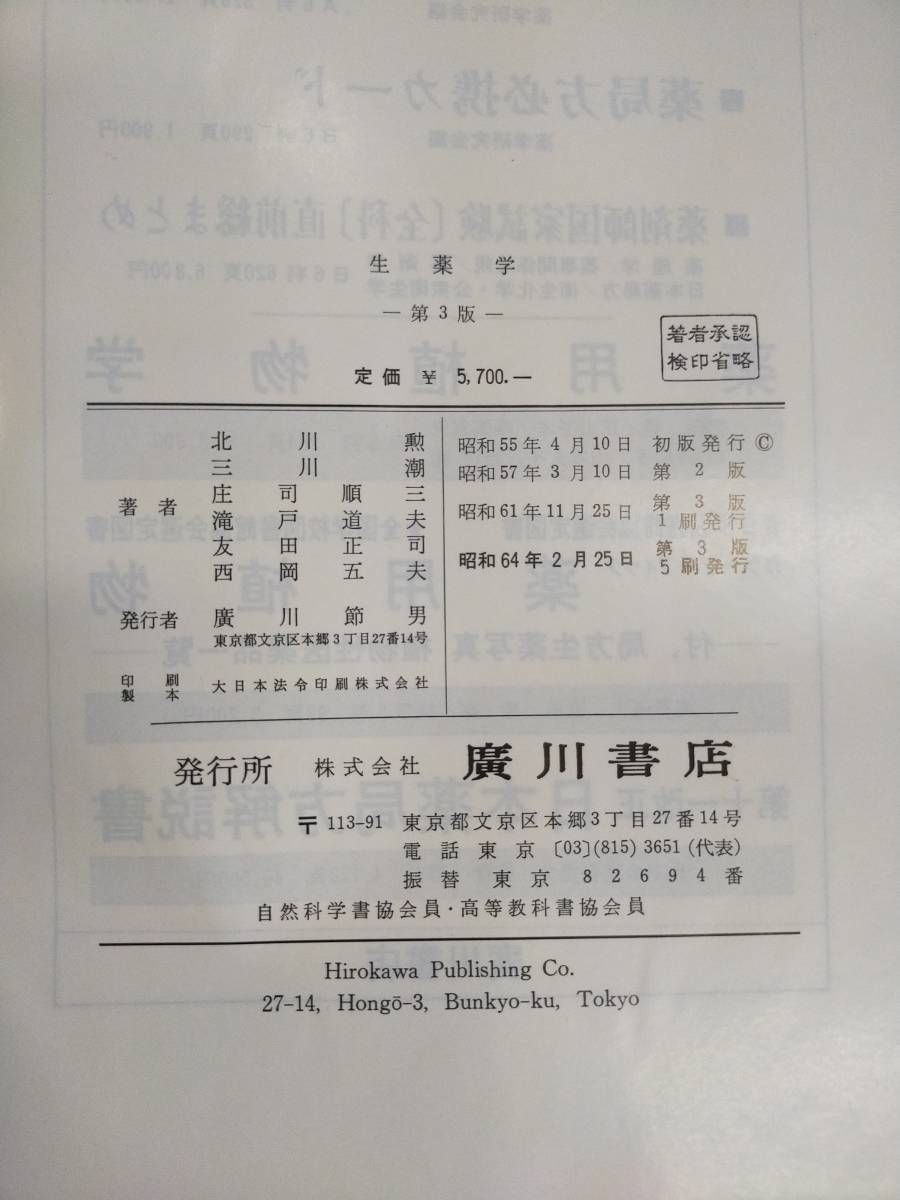 生薬学
― 第3版 ―
著者承認
検印省略
定価 ¥ 5,700.―
著者
北川勲
三川潮
庄司順三
滝戸道夫
友田正司
西岡五夫
発行者 廣川節男
東京都文京区本郷3丁目27番14号
印刷
製本
大日本法令印刷株式会社
昭和55年4月10日 初版発行 ©
昭和57年3月10日 第2版
昭和61年11月25日 第3版
1刷発行
昭和64年2月25日 第3版
5刷発行
発行所 株式会社 廣川書店
〒113-91 東京都文京区本郷3丁目27番14号
電話東京〔03〕(815)3651(代表)
振替東京82694番
自然科学書協会員・高等教科書協会員
Hirokawa Publishing Co.
27-14, Hongō-3, Bunkyo-ku, Tokyo